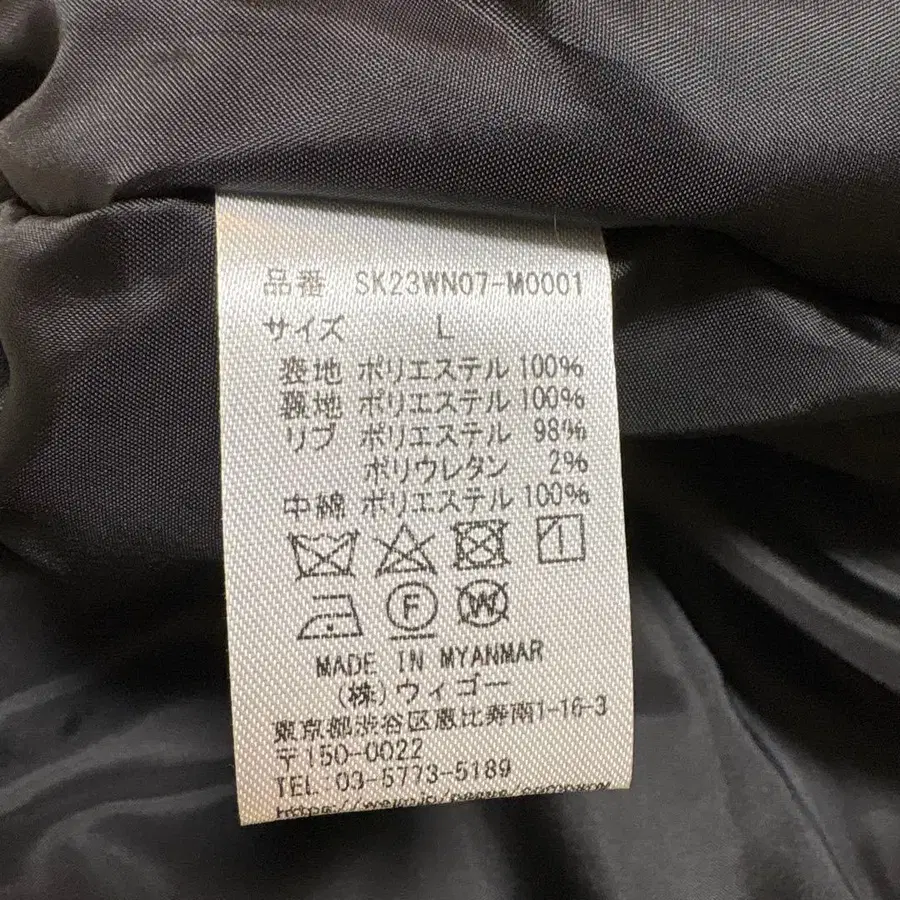 品番 SK23WN07-M0001
サイズ L
表地 ポリエステル 100%
裏地 ポリエステル 100%
リブ ポリエステル 98%
ポリウレタン 2%
中綿 ポリエステル 100%
F W
MADE IN MYANMAR
(株)ウィゴー
東京都渋谷区恵比寿南1-16-3
〒150-0022
TEL:03-5773-5189